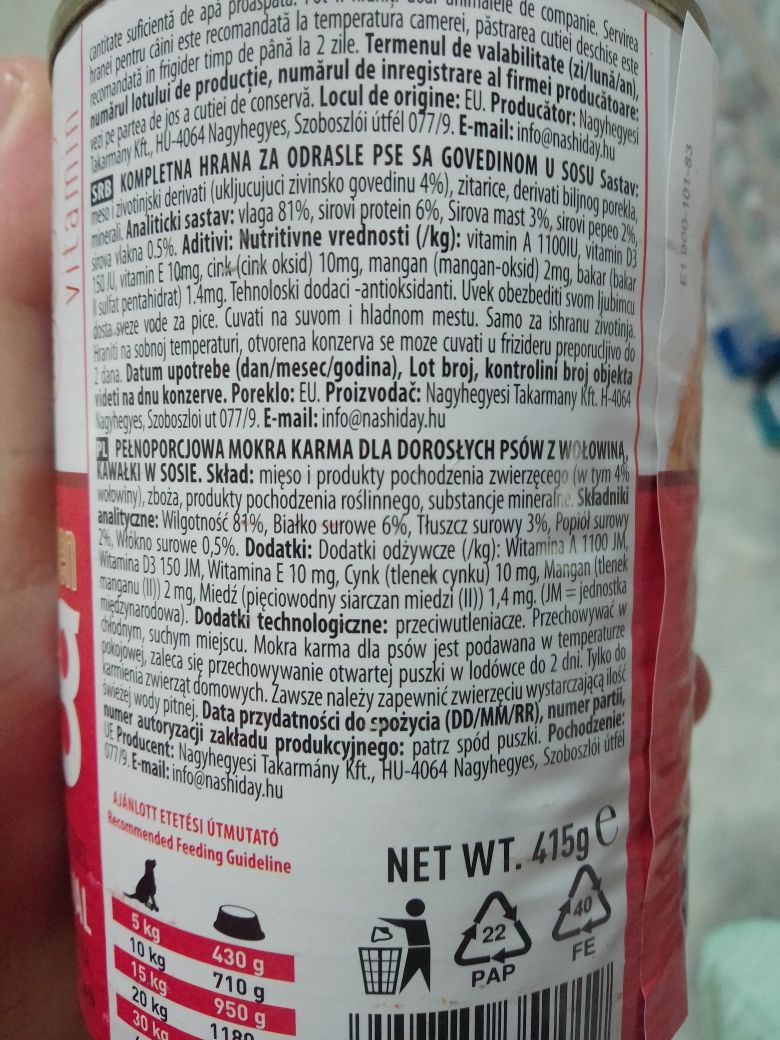 cantitate suficientă de apă proaspătă. de companie. Servirea
hranei pentru câini este recomandată la temperatura camerei, păstrarea cutiei deschise este
recomandată in frigider timp de până la 2 zile. Termenul de valabilitate (zi/lună/an),
numărul lotului de producție, numărul de inregistrare al firmei producătoare:
vezi pe partea de jos a cutiei de conservă. Locul de origine: EU. Producător: Nagyhegyesi
Takarmány Kft., HU-4064 Nagyhegyes, Szoboszlói útfél 077/9. E-mail: info@nashiday.hu
SRB KOMPLETNA HRANA ZA ODRASLE PSE SA GOVEDINOM U SOSU Sastav:
meso i zivotinjski derivati (ukljucujuci zivinsko govedinu 4%), zitarice, derivati biljnog porekla,
minerali. Analiticki sastav: vlaga 81%, sirovi protein 6%, Sirova mast 3%, sirovi pepeo 2%,
sirova vlakna 0.5%. Aditivi: Nutritivne vrednosti (/kg): vitamin A 1100IU, vitamin D3
150 IU, vitamin E 10mg, cink (cink oksid) 10mg, mangan (mangan-oksid) 2mg, bakar (bakar
II sulfat pentahidrat) 1.4mg. Tehnoloski dodaci -antioksidanti. Uvek obezbediti svom ljubimcu
dosta sveze vode za pice. Cuvati na suvom i hladnom mestu. Samo za ishranu zivotinja.
Hraniti na sobnoj temperaturi, otvorena konzerva se moze cuvati u frizideru preporucljivo do
2 dana. Datum upotrebe (dan/mesec/godina), Lot broj, kontrolini broj objekta
videti na dnu konzerve. Poreklo: EU. Proizvodač: Nagyhegyesi Takarmany Kft. H-4064
Nagyhegyes, Szoboszloi ut 077/9. E-mail: info@nashiday.hu
PL PEŁNOPORCJOWA MOKRA KARMA DLA DOROSŁYCH PSÓW Z WOŁOWINĄ,
KAWAŁKI W SOSIE. Skład: mięso i produkty pochodzenia zwierzęcego (w tym 4%
wołowiny), zboża, produkty pochodzenia roślinnego, substancje mineralne. Składniki
analityczne: Wilgotność 81%, Białko surowe 6%, Tłuszcz surowy 3%, Popiół surowy
2%, Włókno surowe 0,5%. Dodatki: Dodatki odżywcze (/kg): Witamina A 1100 JM,
Witamina D3 150 JM, Witamina E 10 mg, Cynk (tlenek cynku) 10 mg, Mangan (tlenek
manganu (II)) 2 mg, Miedź (pięciowodny siarczan miedzi (II)) 1,4 mg. (JM = jednostka
międzynarodowa). Dodatki technologiczne: przeciwutleniacze. Przechowywać w
chłodnym, suchym miejscu. Mokra karma dla psów jest podawana w temperaturze
pokojowej, zaleca się przechowywanie otwartej puszki w lodówce do 2 dni. Tylko do
karmienia zwierząt domowych. Zawsze należy zapewnić zwierzęciu wystarczającą ilość
świeżej wody pitnej. Data przydatności do spożycia (DD/MM/RR), numer partii,
numer autoryzacji zakładu produkcyjnego: patrz spód puszki. Pochodzenie:
UE Producent: Nagyhegyesi Takarmány Kft., HU-4064 Nagyhegyes, Szoboszlói útfél
077/9. E-mail: info@nashiday.hu
AJÁNLOTT ETETÉSI ÚTMUTATÓ
Recommended Feeding Guideline
NET WT. 415g e
5 kg 430 g
10 kg 710 g
15 kg 950 g
20 kg 1180
30 kg
22
PAP
40
FE
vitamin
E1 900-101-83